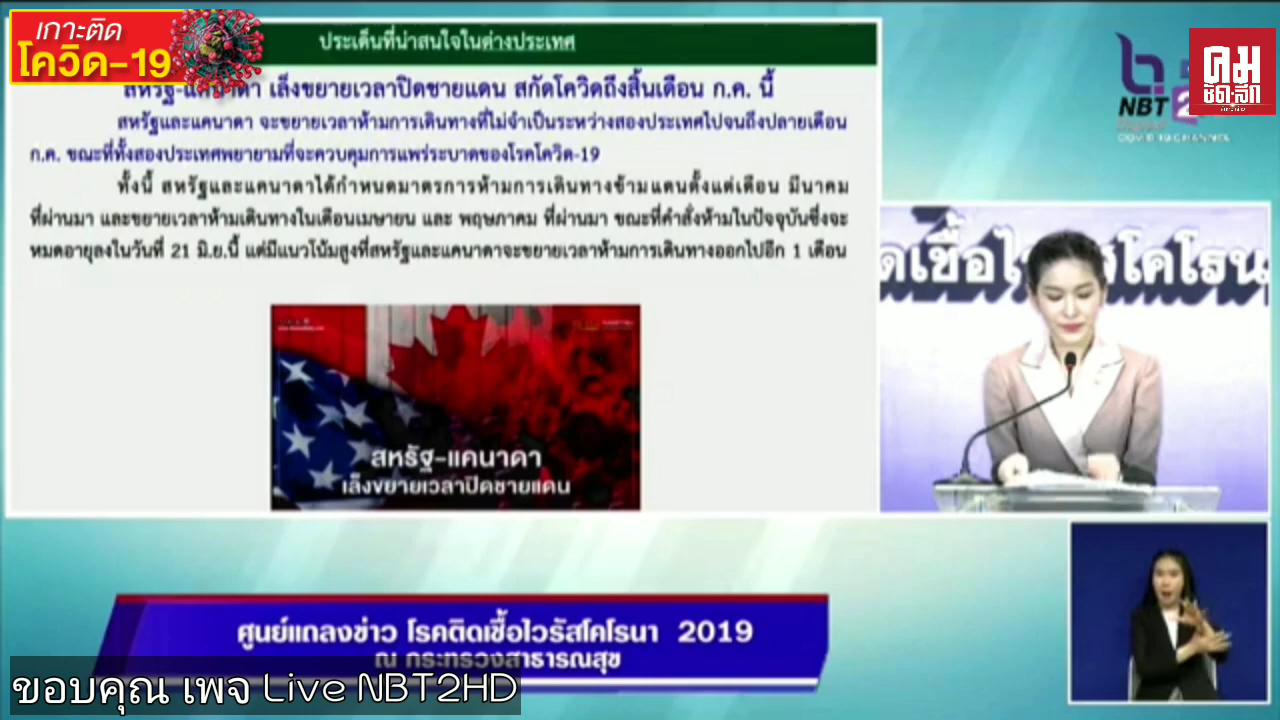 เกาะติด
โควิด-19
ประเด็นที่น่าสนใจในต่างประเทศ
สหรัฐ-แคนาดา เล็งขยายเวลาปิดชายแดน สกัดโควิดถึงสิ้นเดือน ก.ค. นี้
สหรัฐและแคนาดา จะขยายเวลาห้ามการเดินทางที่ไม่จำเป็นระหว่างสองประเทศไปจนถึงปลายเดือน
ก.ค. ขณะที่ทั้งสองประเทศพยายามที่จะควบคุมการแพร่ระบาดของโรคโควิด-19
ทั้งนี้ สหรัฐและแคนาดาได้กำหนดมาตรการห้ามการเดินทางข้ามแดนตั้งแต่เดือน มีนาคม
ที่ผ่านมา และขยายเวลาห้ามเดินทางในเดือนเมษายน และ พฤษภาคม ที่ผ่านมา ขณะที่คำสั่งห้ามในปัจจุบันซึ่งจะ
หมดอายุลงในวันที่ 21 มิ.ย.นี้ แต่มีแนวโน้มสูงที่สหรัฐและแคนาดาจะขยายเวลาห้ามการเดินทางออกไปอีก 1 เดือน
สหรัฐ-แคนาดา
เล็งขยายเวลาปิดชายแดน
NBT 2
คม
ชัด ลึก
ศูนย์แถลงข่าว โรคติดเชื้อไวรัสโคโรนา 2019
ณ กระทรวงสาธารณสุข
ขอบคุณ เพจ Live NBT2HD